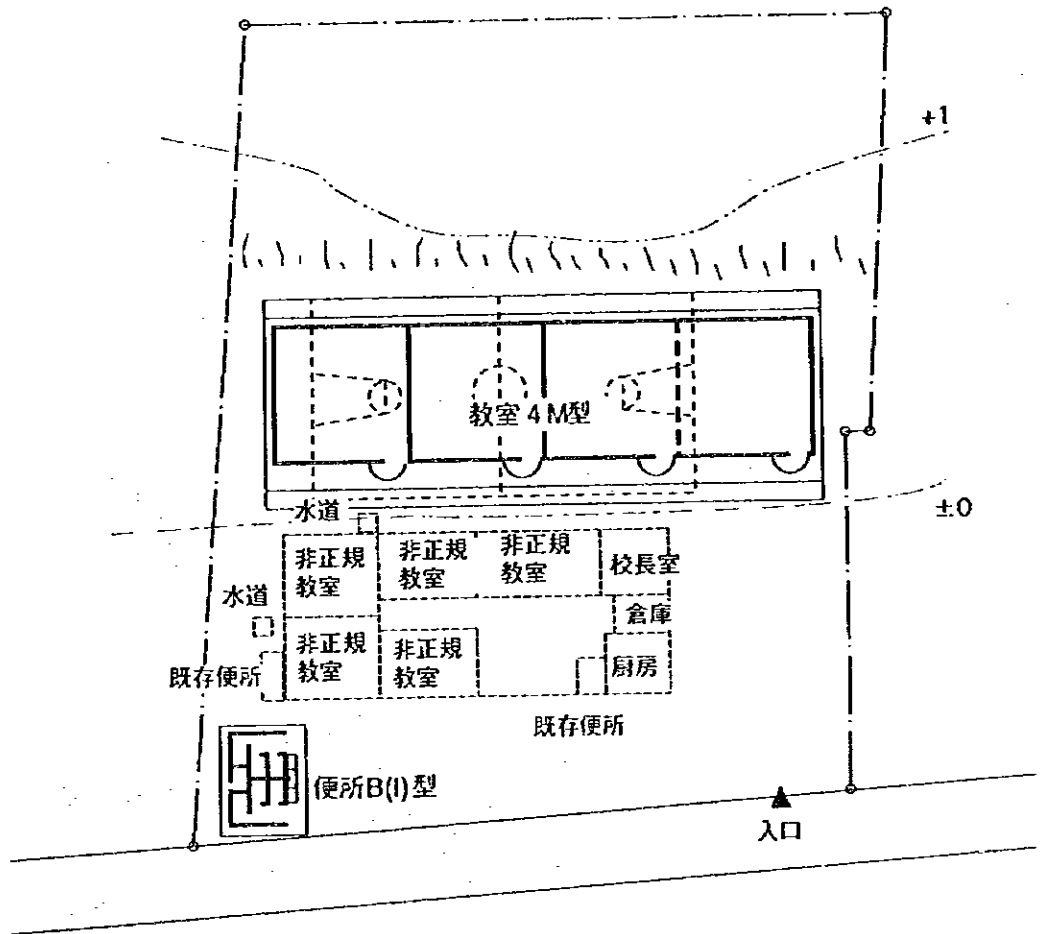 +1
教室 4 M型
±0
水道
非正規
教室
非正規
教室
非正規
教室
校長室
水道
倉庫
非正規
教室
非正規
教室
厨房
既存便所
既存便所
便所B(I)型
入口